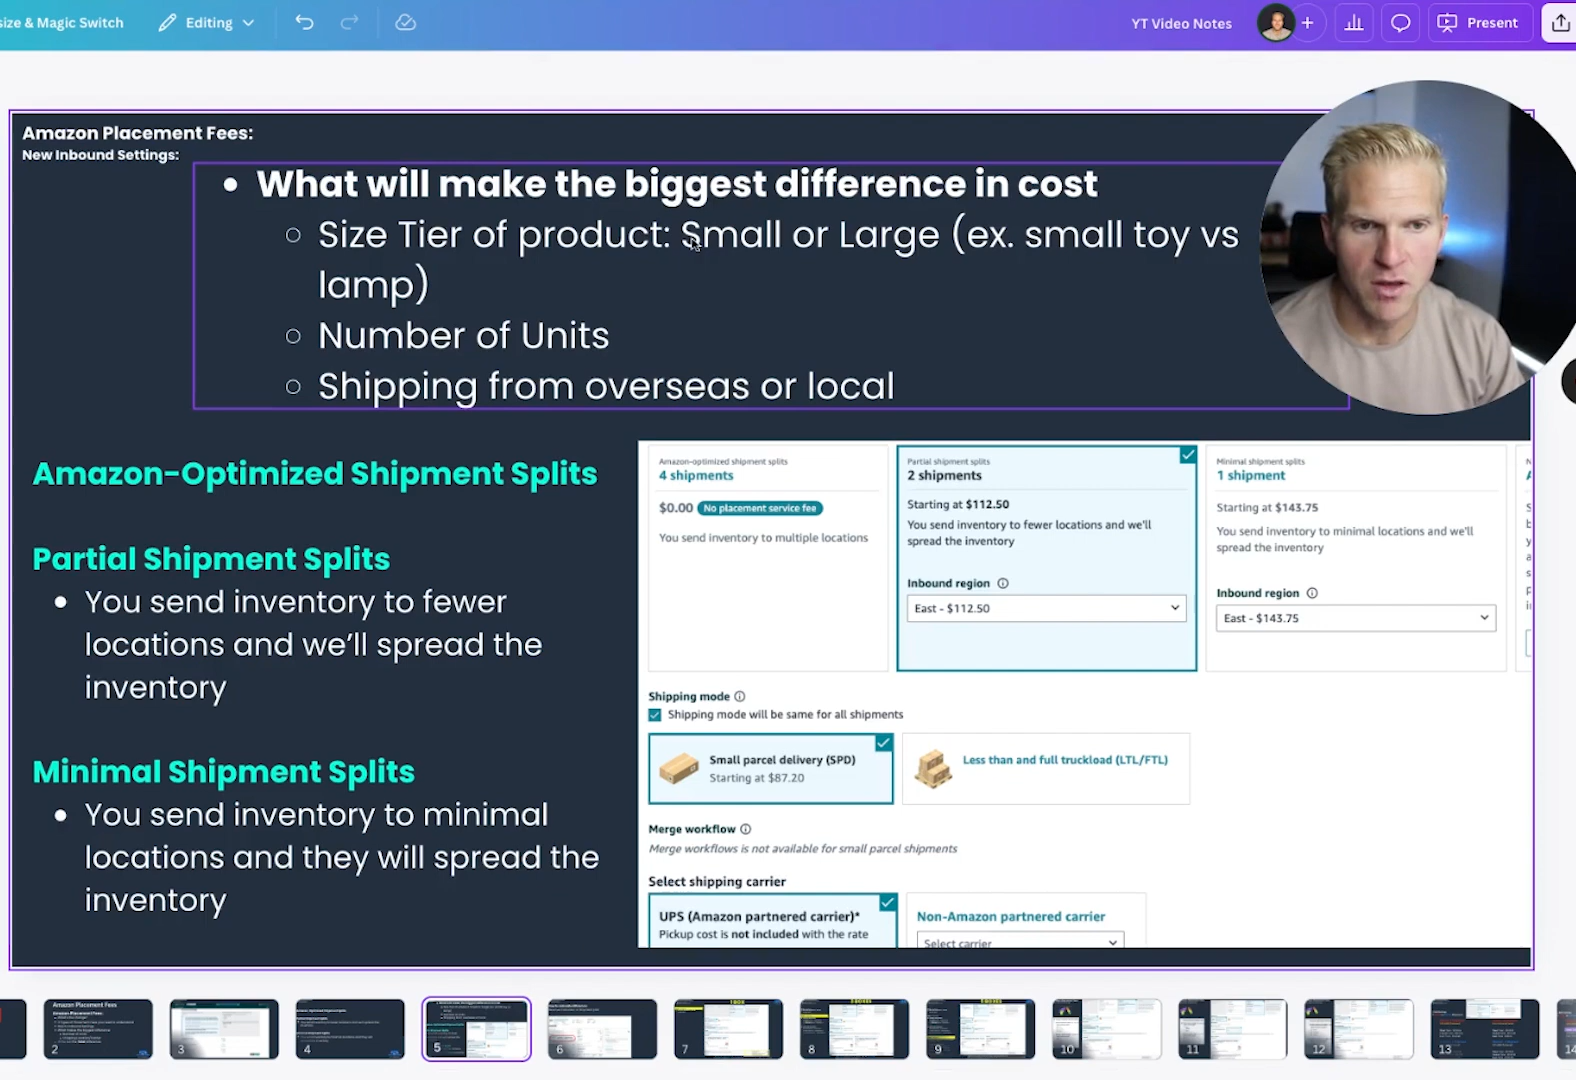 size & Magic Switch
Editing
YT Video Notes
Present
Amazon Placement Fees:
New Inbound Settings:
What will make the biggest difference in cost
Size Tier of product: Small or Large (ex. small toy vs
lamp)
Number of Units
Shipping from overseas or local
Amazon-Optimized Shipment Splits
Partial Shipment Splits
You send inventory to fewer
locations and we'll spread the
inventory
Minimal Shipment Splits
You send inventory to minimal
locations and they will spread the
inventory
Amazon-optimized shipment splits
4 shipments
$0.00 No placement service fee
You send inventory to multiple locations
Partial shipment splits
2 shipments
Starting at $112.50
You send inventory to fewer locations and we'll
spread the inventory
Inbound region
East - $112.50
Minimal shipment splits
1 shipment
Starting at $143.75
You send inventory to minimal locations and we'll
spread the inventory
Inbound region
East - $143.75
Shipping mode
Shipping mode will be same for all shipments
Small parcel delivery (SPD)
Starting at $87.20
Less than and full truckload (LTL/FTL)
Merge workflow
Merge workflows is not available for small parcel shipments
Select shipping carrier
UPS (Amazon partnered carrier)*
Pickup cost is not included with the rate
Non-Amazon partnered carrier
Select carrier
Amazon Placement Fees
2
3
4
5
6
7
8
9
10
11
12
13
14